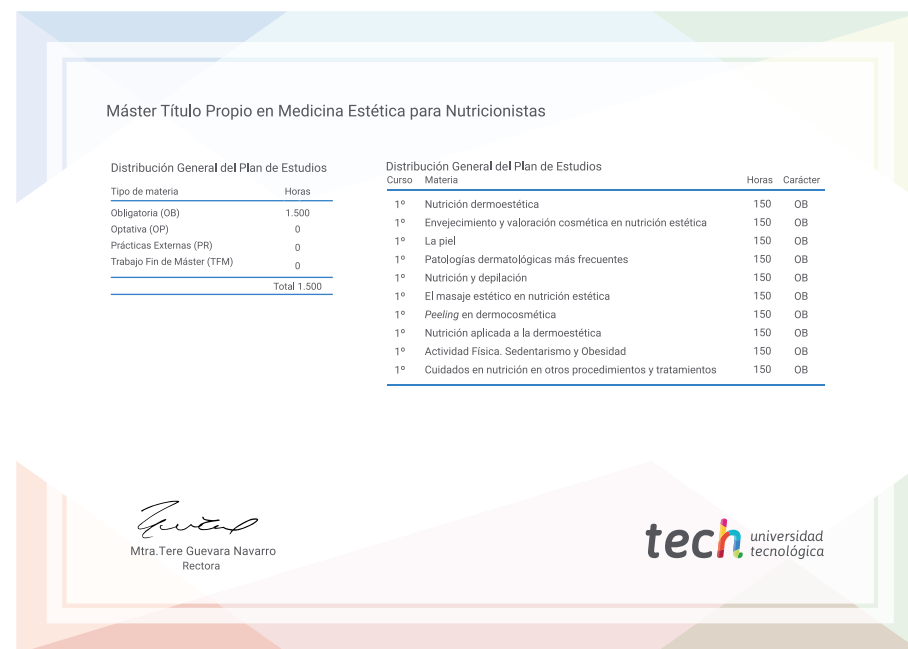 Máster Título Propio en Medicina Estética para Nutricionistas
Distribución General del Plan de Estudios
Tipo de materia Horas
Obligatoria (OB) 1.500
Optativa (OP) 0
Prácticas Externas (PR) 0
Trabajo Fin de Máster (TFM) 0
Total 1.500
Distribución General del Plan de Estudios
Curso Materia Horas Carácter
1º Nutrición dermoestética 150 OB
1º Envejecimiento y valoración cosmética en nutrición estética 150 OB
1º La piel 150 OB
1º Patologías dermatológicas más frecuentes 150 OB
1º Nutrición y depilación 150 OB
1º El masaje estético en nutrición estética 150 OB
1º Peeling en dermocosmética 150 OB
1º Nutrición aplicada a la dermoestética 150 OB
1º Actividad Física. Sedentarismo y Obesidad 150 OB
1º Cuidados en nutrición en otros procedimientos y tratamientos 150 OB
Mtra.Tere Guevara Navarro
Rectora
tech universidad
tecnológica